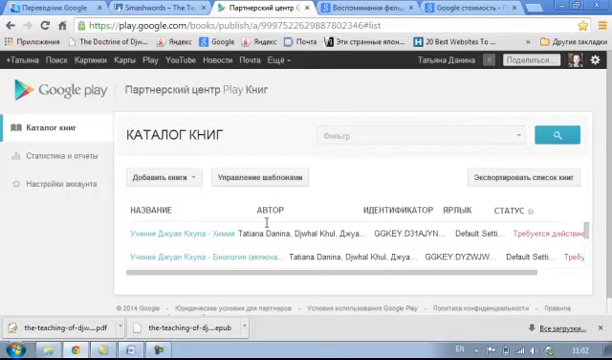 Переводчик Google
Smashwords — The Te
Партнерский центр G
Воспоминания фель
Google стоимость — G
https://play.google.com/books/publish/a/9997522629887802346#list
Приложения
The Doctrine of Djw
Яндекс
Яндекс
Почта
Эти странные японс
20 Best Websites To
Другие закладки
+Татьяна Поиск Картинки Карты Play YouTube Новости Почта Ещё
Татьяна Данина
Поделиться...
Google play
Партнерский центр Play Книг
Каталог книг
Статистика и отчеты
Настройки аккаунта
КАТАЛОГ КНИГ
Фильтр
Добавить книги
Управление шаблонами
Экспортировать список книг
НАЗВАНИЕ АВТОР ИДЕНТИФИКАТОР ЯРЛЫК СТАТУС
Учение Джуал Кхула - Химия Tatiana Danina, Djwhal Khul, Джуа... GGKEY:D31AJYN... Default Setti... Требуется действие
Учение Джуал Кхула - Биология (включа... Tatiana Danina, Djwhal Khul, Джуа... GGKEY:DYZWJW... Default Setti... Требу
© 2014 Google · Юридические условия для партнеров · Условия использования Google Play · Политика конфиденциальности · Правила
the-teaching-of-djw....pdf
the-teaching-of-dj....epub
Все загрузки...
EN
11:02